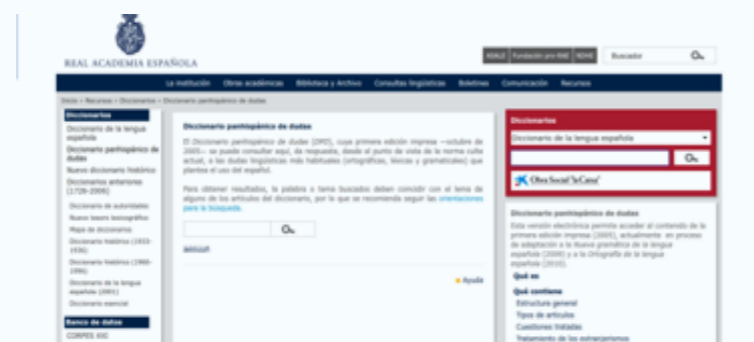 REAL ACADEMIA ESPAÑOLA
ASALE Fundación pro-RAE NDHE Buscador
La institución Obras académicas Biblioteca y Archivo Consultas lingüísticas Boletines Comunicación Recursos
Inicio » Recursos » Diccionarios » Diccionario panhispánico de dudas
Diccionarios
Diccionario de la lengua
española
Diccionario panhispánico de
dudas
Nuevo diccionario histórico
Diccionarios anteriores
(1726-2006)
Diccionario de autoridades
Nuevo tesoro lexicográfico
Mapa de diccionarios
Diccionario histórico (1933-
1936)
Diccionario histórico (1960-
1996)
Diccionario de la lengua
española (2001)
Diccionario esencial
Banco de datos
CORPES XXI
Diccionario panhispánico de dudas
El Diccionario panhispánico de dudas (DPD), cuya primera edición impresa —octubre de
2005— se puede consultar aquí, da respuesta, desde el punto de vista de la norma culta
actual, a las dudas lingüísticas más habituales (ortográficas, léxicas y gramaticales) que
plantea el uso del español.
Para obtener resultados, la palabra o tema buscados deben coincidir con el lema de
alguno de los artículos del diccionario, por lo que se recomienda seguir las orientaciones
para la búsqueda.
Ayuda
Diccionarios
Diccionario de la lengua española
Obra Social "la Caixa"
Diccionario panhispánico de dudas
Esta versión electrónica permite acceder al contenido de la
primera edición impresa (2005), actualmente en proceso
de adaptación a la Nueva gramática de la lengua
española (2009) y a la Ortografía de la lengua
española (2010).
Qué es
Qué contiene
Estructura general
Tipos de artículos
Cuestiones tratadas
Tratamiento de los extranjerismos